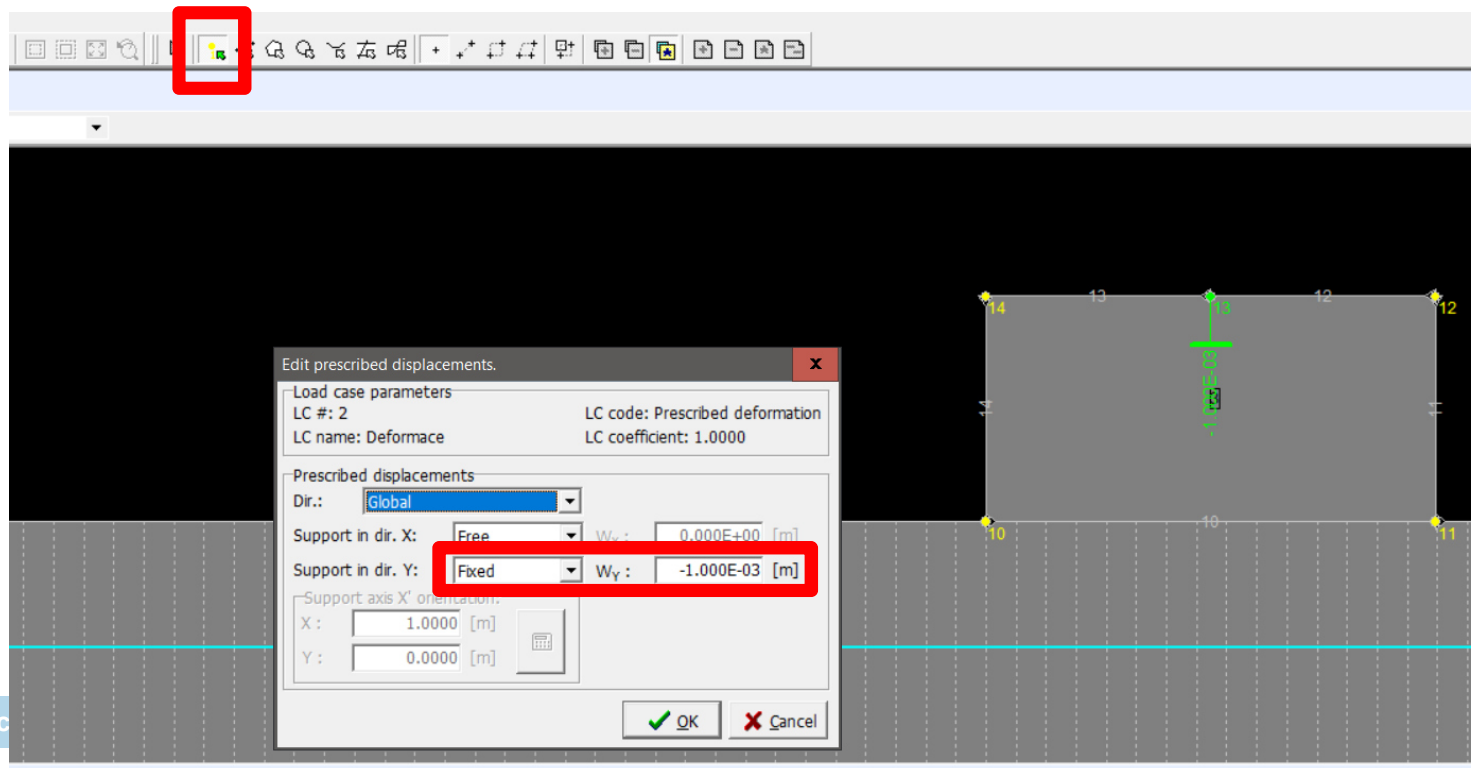 14
13
13
12
12
-1.000E-03
14
11
10
10
11
Edit prescribed displacements.
x
Load case parameters
LC #: 2 LC code: Prescribed deformation
LC name: Deformace LC coefficient: 1.0000
Prescribed displacements
Dir.: Global
Support in dir. X: Free WX : 0.000E+00 [m]
Support in dir. Y: Fixed WY : -1.000E-03 [m]
Support axis X' orientation:
X : 1.0000 [m]
Y : 0.0000 [m]
OK Cancel
c